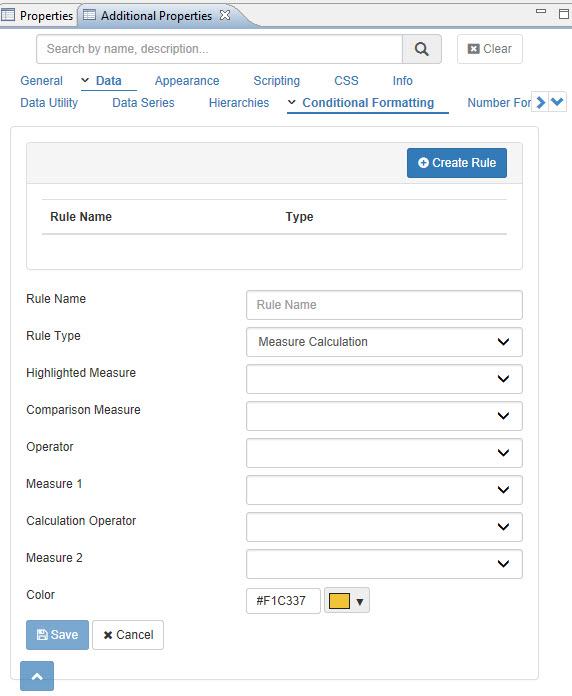 Properties Additional Properties
Search by name, description... Clear
General Data Appearance Scripting CSS Info
Data Utility Data Series Hierarchies Conditional Formatting Number For
Create Rule
Rule Name Type
Rule Name Rule Name
Rule Type Measure Calculation
Highlighted Measure
Comparison Measure
Operator
Measure 1
Calculation Operator
Measure 2
Color #F1C337
Save Cancel